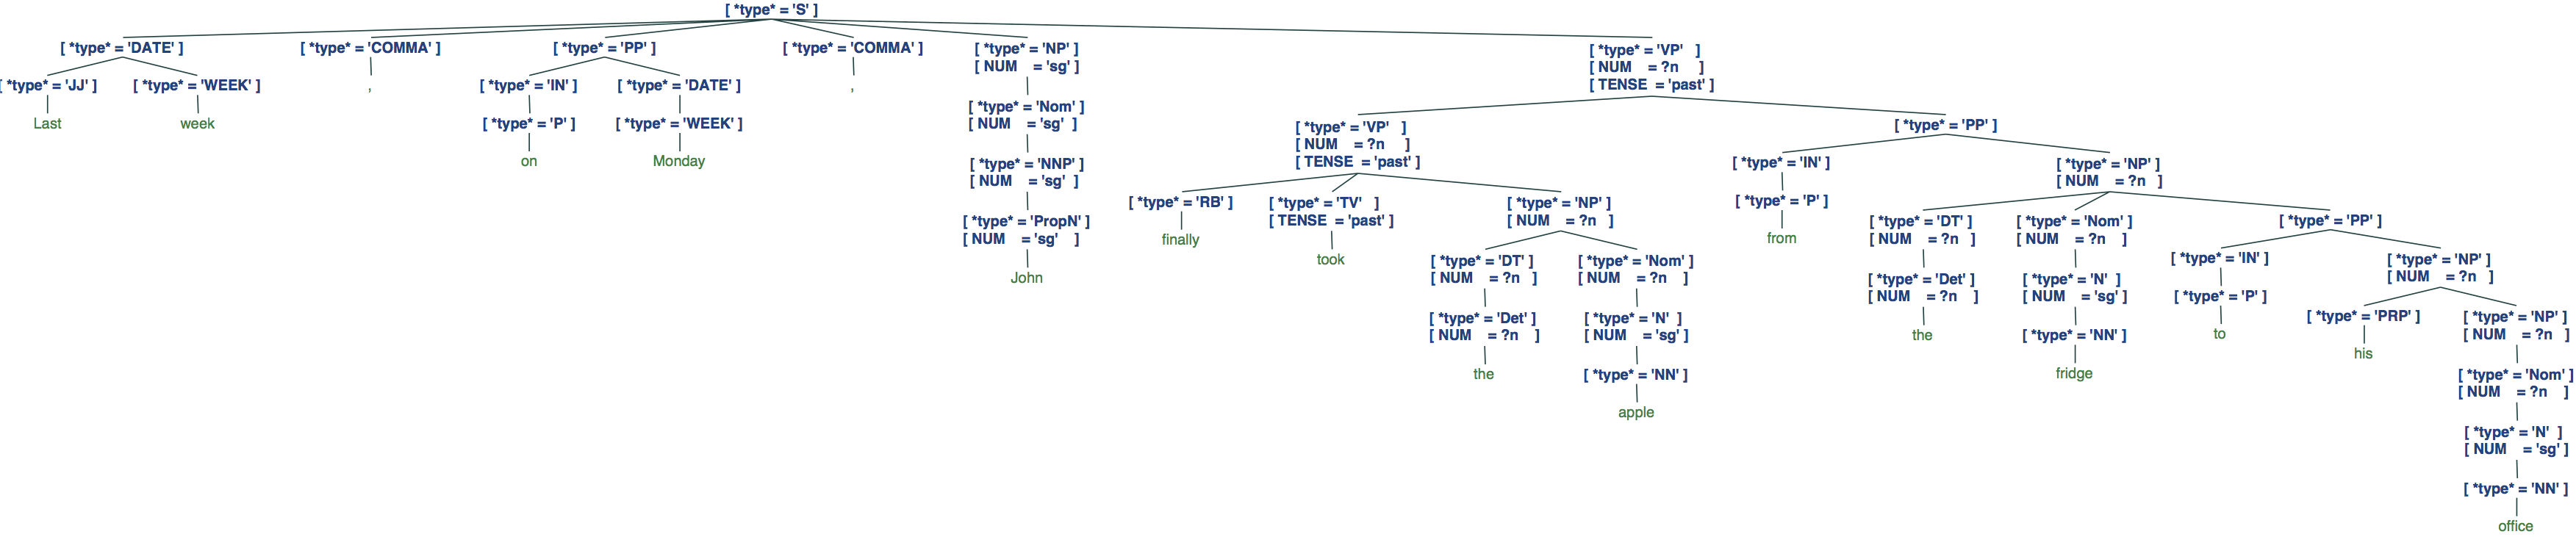 [ *type* = 'S' ]
[ *type* = 'DATE' ] [ *type* = 'COMMA' ] [ *type* = 'PP' ] [ *type* = 'COMMA' ] [ *type* = 'NP' ] [ *type* = 'VP' ]
[ NUM = 'sg' ] [ NUM = ?n ]
[ *type* = 'JJ' ] [ *type* = 'WEEK' ] , [ *type* = 'IN' ] [ *type* = 'DATE' ] , [ TENSE = 'past' ]
[ *type* = 'Nom' ]
Last week [ *type* = 'P' ] [ *type* = 'WEEK' ] [ NUM = 'sg' ] [ *type* = 'VP' ] [ *type* = 'PP' ]
[ NUM = ?n ]
on Monday [ *type* = 'NNP' ] [ TENSE = 'past' ] [ *type* = 'IN' ] [ *type* = 'NP' ]
[ NUM = 'sg' ] [ NUM = ?n ]
[ *type* = 'RB' ] [ *type* = 'TV' ] [ *type* = 'NP' ] [ *type* = 'P' ]
[ *type* = 'PropN' ] [ TENSE = 'past' ] [ NUM = ?n ] [ *type* = 'DT' ] [ *type* = 'Nom' ] [ *type* = 'PP' ]
[ NUM = 'sg' ] finally from [ NUM = ?n ] [ NUM = ?n ]
took [ *type* = 'DT' ] [ *type* = 'Nom' ] [ *type* = 'IN' ] [ *type* = 'NP' ]
John [ NUM = ?n ] [ NUM = ?n ] [ *type* = 'Det' ] [ *type* = 'N' ] [ NUM = ?n ]
[ NUM = ?n ] [ NUM = 'sg' ] [ *type* = 'P' ]
[ *type* = 'Det' ] [ *type* = 'N' ] [ *type* = 'PRP' ] [ *type* = 'NP' ]
[ NUM = ?n ] [ NUM = 'sg' ] the [ *type* = 'NN' ] to [ NUM = ?n ]
his
the [ *type* = 'NN' ] fridge [ *type* = 'Nom' ]
[ NUM = ?n ]
apple
[ *type* = 'N' ]
[ NUM = 'sg' ]
[ *type* = 'NN' ]
office